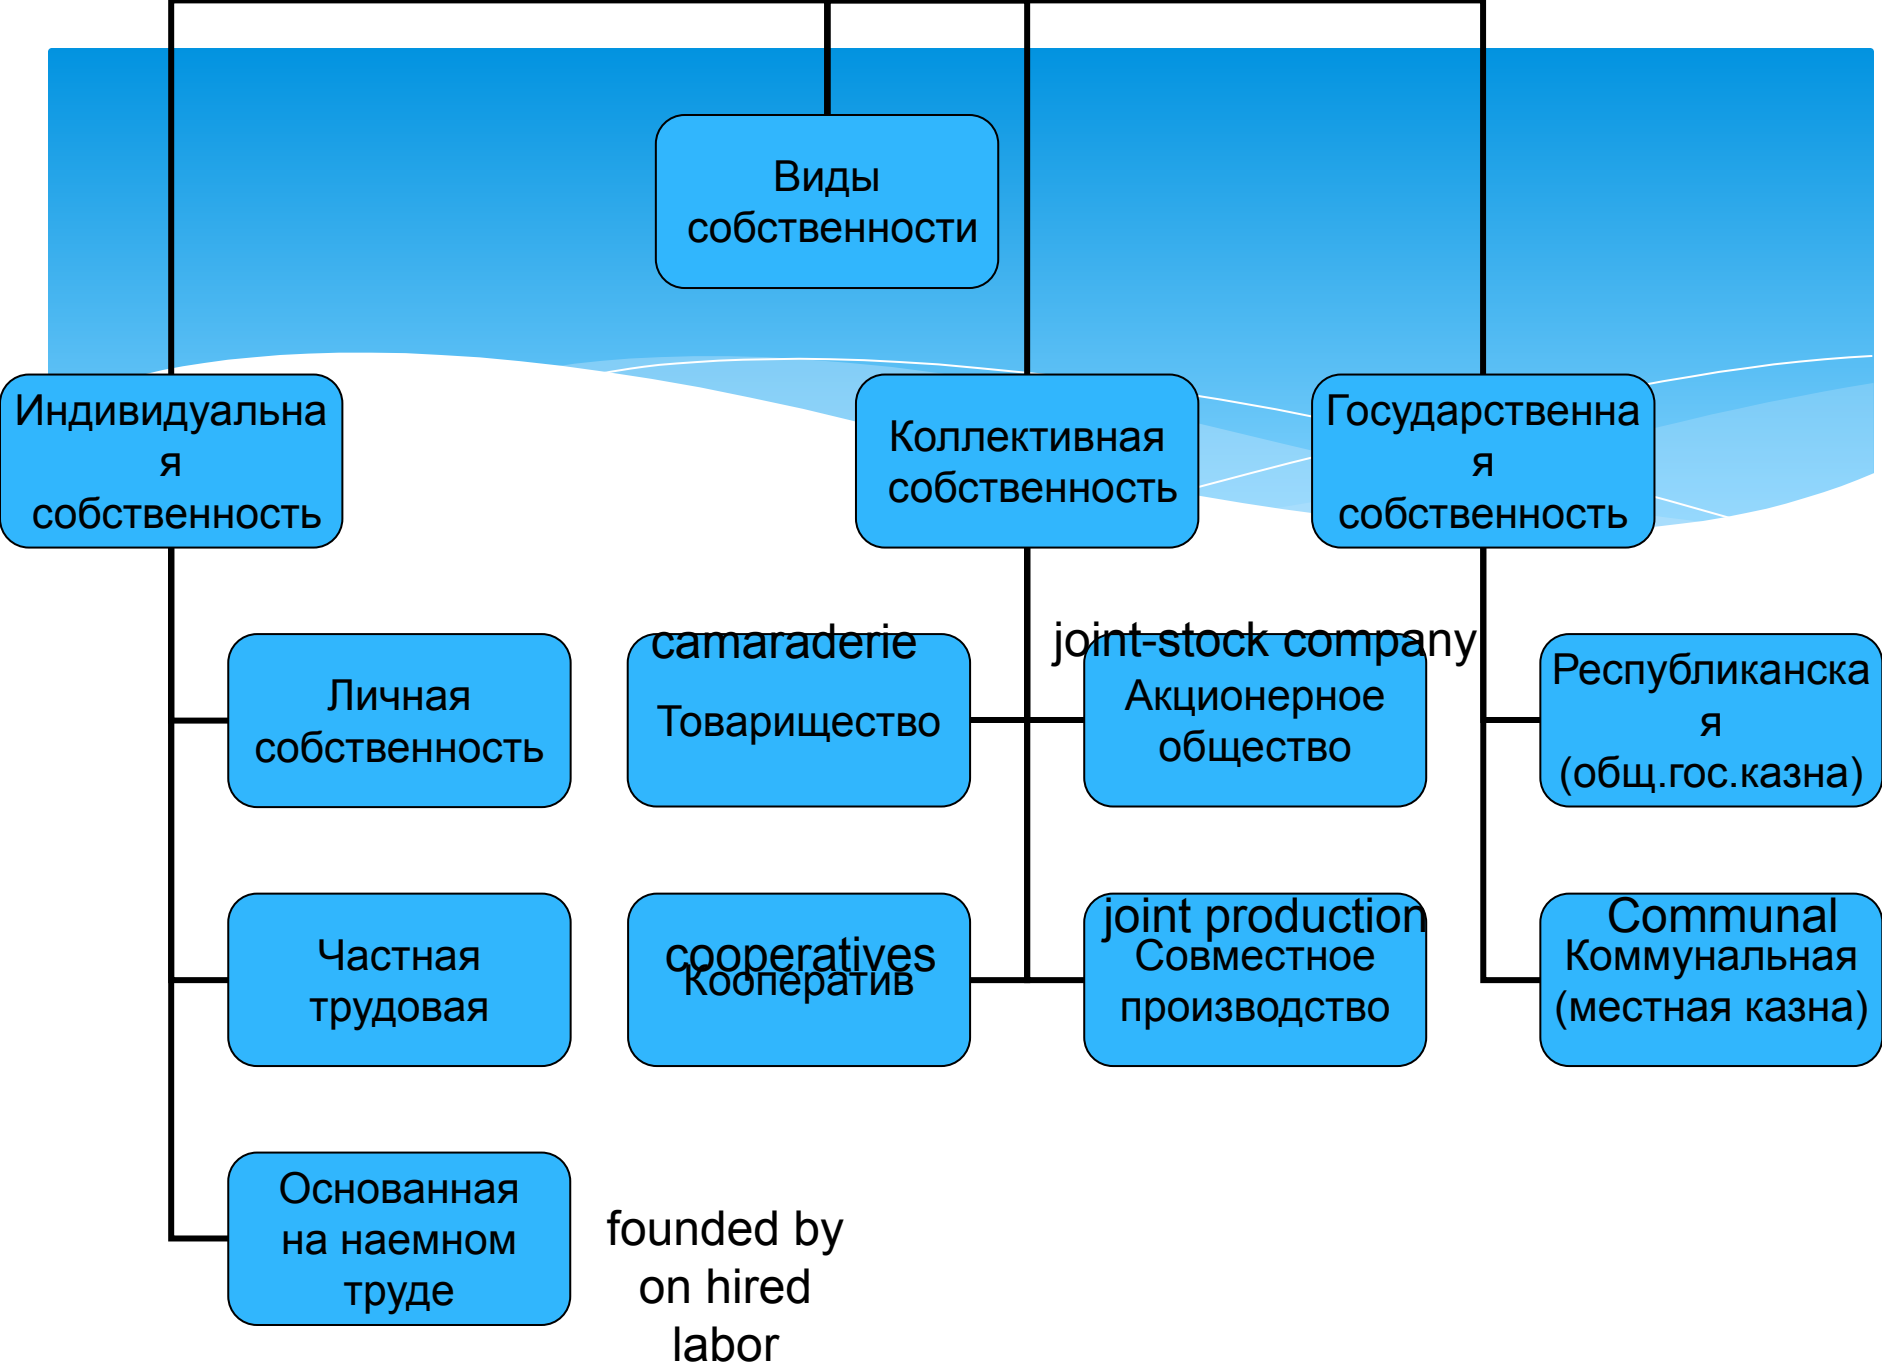 Виды
собственности
Индивидуальна
я
собственность
Коллективная
собственность
Государственна
я
собственность
Личная
собственность
camaraderie
Товарищество
joint-stock company
Акционерное
общество
Республиканска
я
(общ.гос.казна)
Частная
трудовая
cooperatives
Кооператив
joint production
Совместное
производство
Communal
Коммунальная
(местная казна)
Основанная
на наемном
труде
founded by
on hired
labor